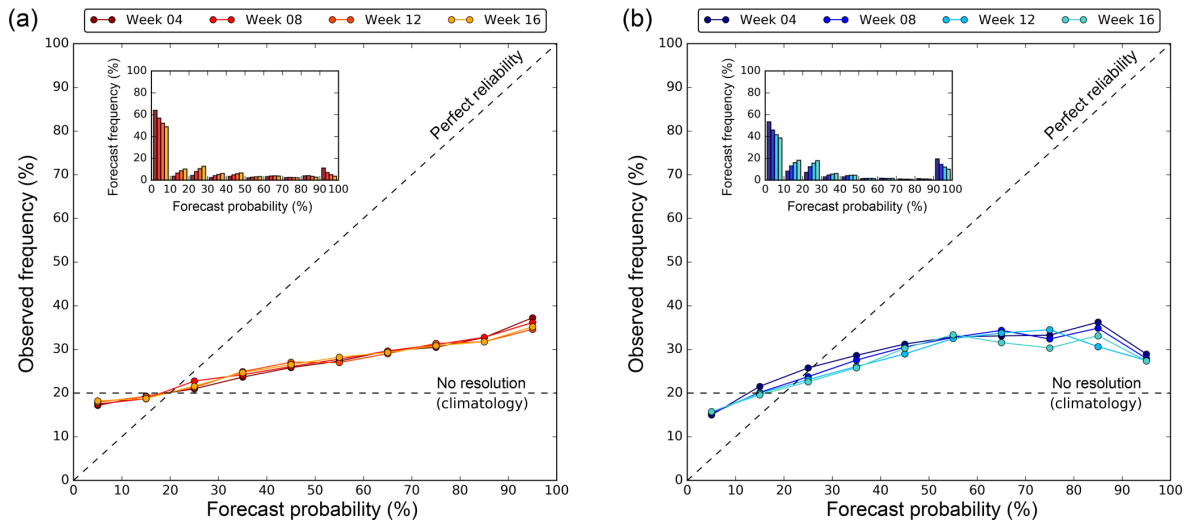 (a)
Week 04 Week 08 Week 12 Week 16
Observed frequency (%)
100
90
80
70
60
50
40
30
20
10
0
0 10 20 30 40 50 60 70 80 90 100
Forecast probability (%)
Perfect reliability
No resolution
(climatology)
Forecast frequency (%)
100
80
60
40
20
0
0 10 20 30 40 50 60 70 80 90 100
Forecast probability (%)
(b)
Week 04 Week 08 Week 12 Week 16
Observed frequency (%)
100
90
80
70
60
50
40
30
20
10
0
0 10 20 30 40 50 60 70 80 90 100
Forecast probability (%)
Perfect reliability
No resolution
(climatology)
Forecast frequency (%)
100
80
60
40
20
0
0 10 20 30 40 50 60 70 80 90 100
Forecast probability (%)